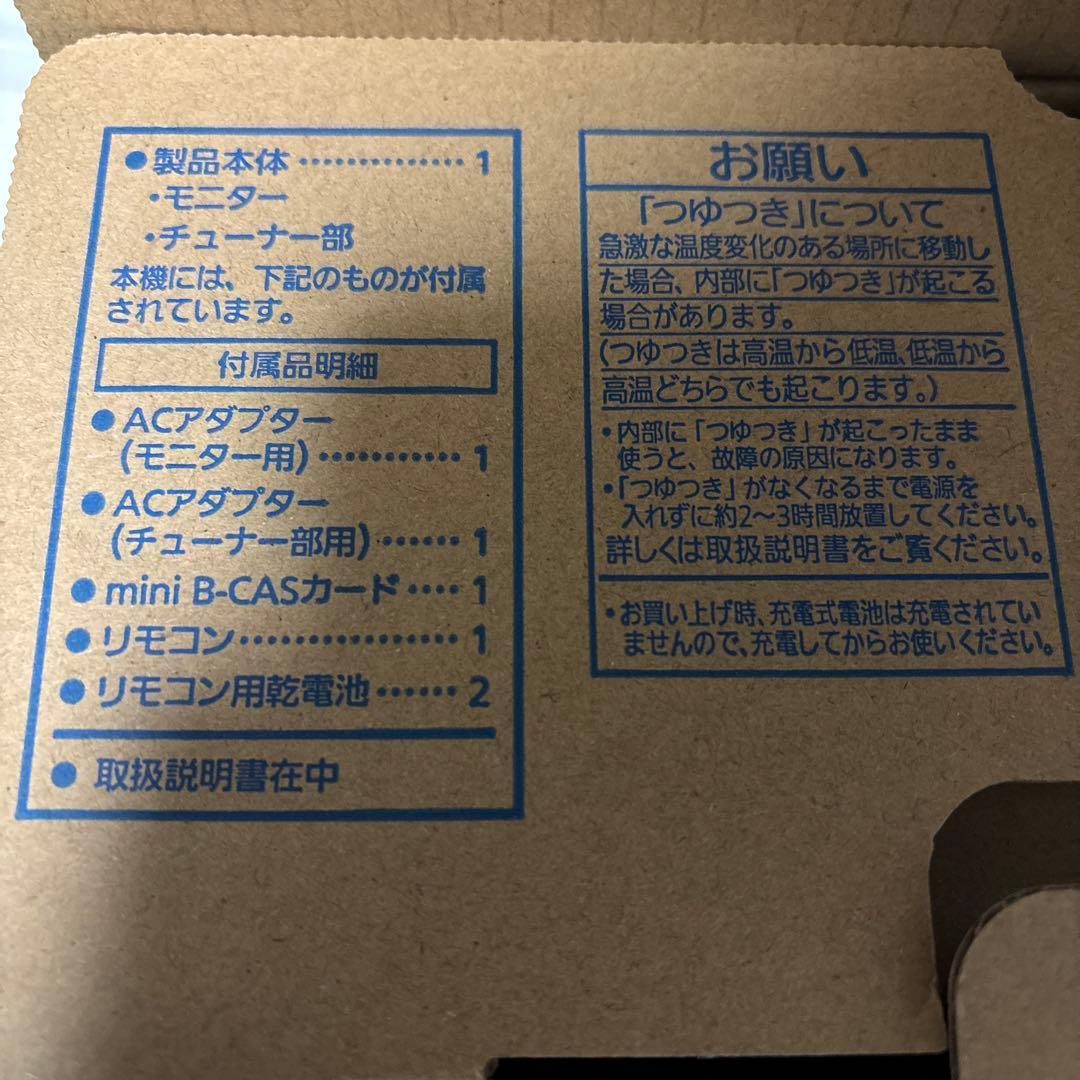 ●製品本体‥‥‥‥‥‥‥1
・モニター
・チューナー部
本機には、下記のものが付属
されています。
付属品明細
●ACアダプター
(モニター用)‥‥‥‥‥‥1
●ACアダプター
(チューナー部用)‥‥‥1
●mini B-CASカード‥‥1
●リモコン‥‥‥‥‥‥‥‥1
●リモコン用乾電池‥‥‥2
●取扱説明書在中
お願い
「つゆつき」について
急激な温度変化のある場所に移動し
た場合、内部に「つゆつき」が起こる
場合があります。
(つゆつきは高温から低温、低温から
高温どちらでも起こります。)
・内部に「つゆつき」が起こったまま
使うと、故障の原因になります。
・「つゆつき」がなくなるまで電源を
入れずに約2～3時間放置してください。
詳しくは取扱説明書をご覧ください。
・お買い上げ時、充電式電池は充電されてい
ませんので、充電してからお使いください。